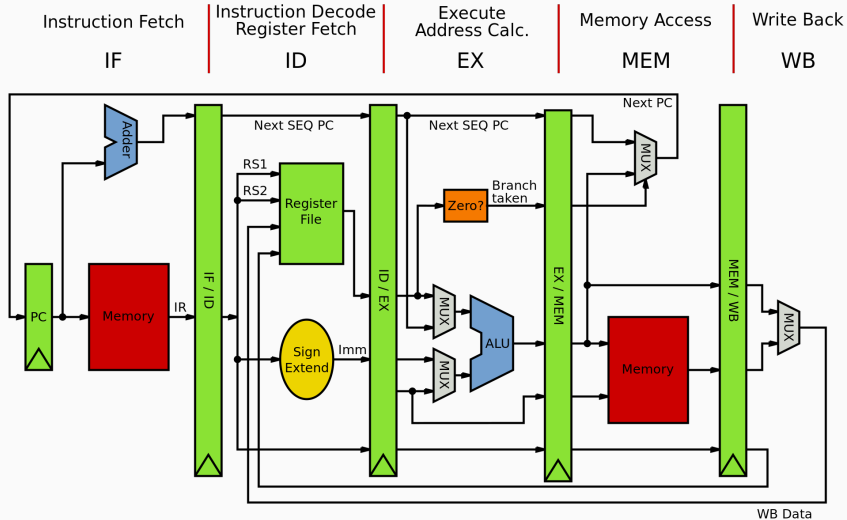 Instruction Fetch
IF
Instruction Decode
Register Fetch
ID
Execute
Address Calc.
EX
Memory Access
MEM
Write Back
WB
Next PC
Adder
Next SEQ PC
Next SEQ PC
MUX
RS1
RS2
Register
File
Branch
taken
Zero?
PC
Memory
IR
IF / ID
ID / EX
EX / MEM
MEM / WB
MUX
MUX
ALU
MUX
Sign
Extend
Imm
Memory
WB Data